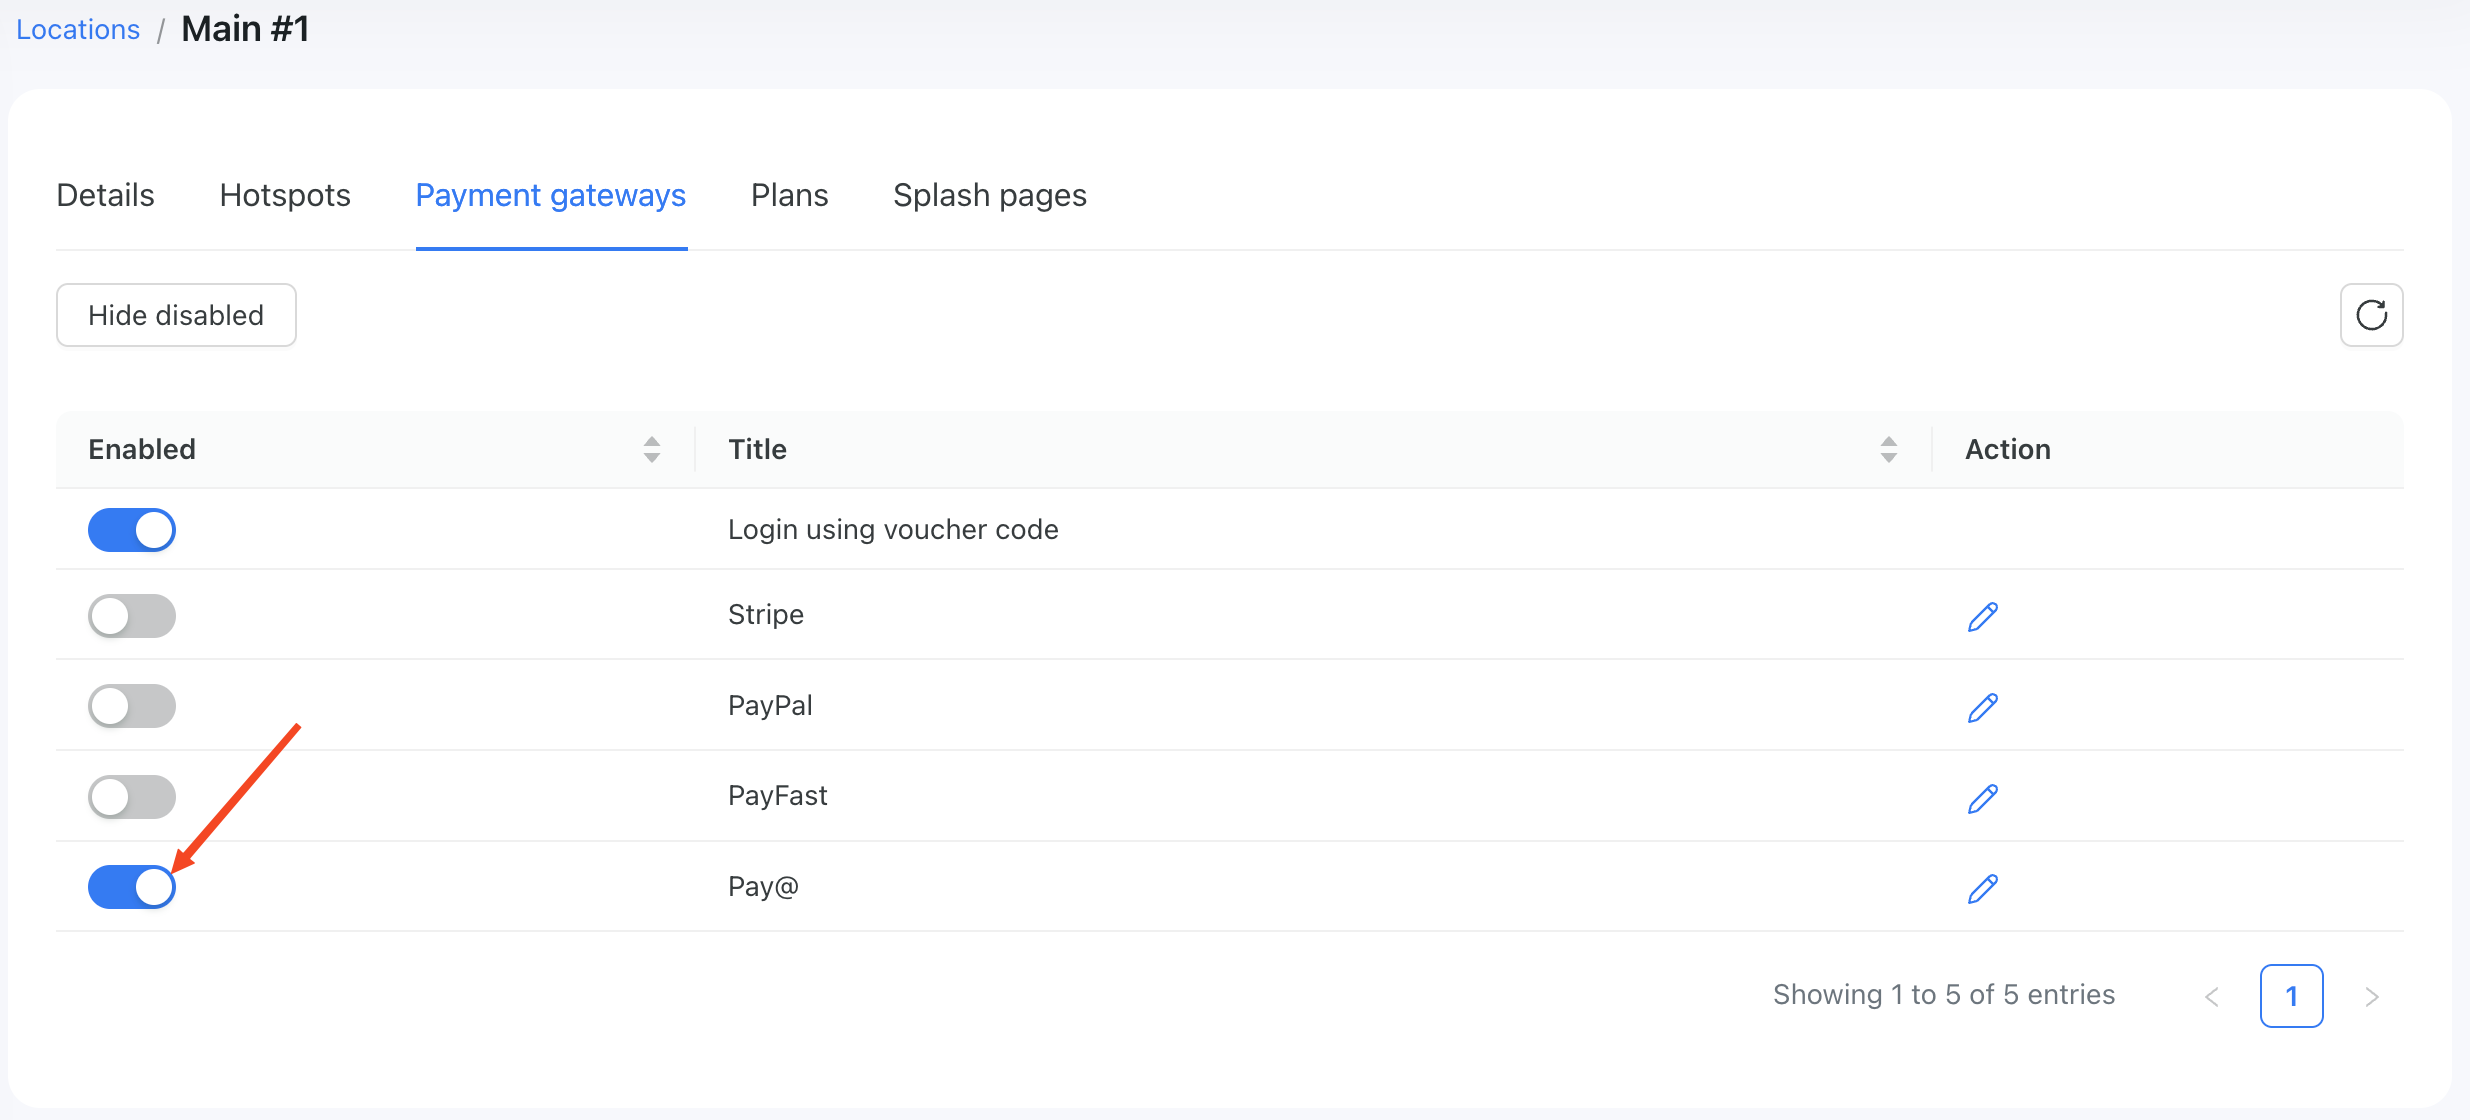 Locations / Main #1
Details Hotspots Payment gateways Plans Splash pages
Hide disabled
Enabled Title Action
Login using voucher code
Stripe
PayPal
PayFast
Pay@
Showing 1 to 5 of 5 entries < 1 >